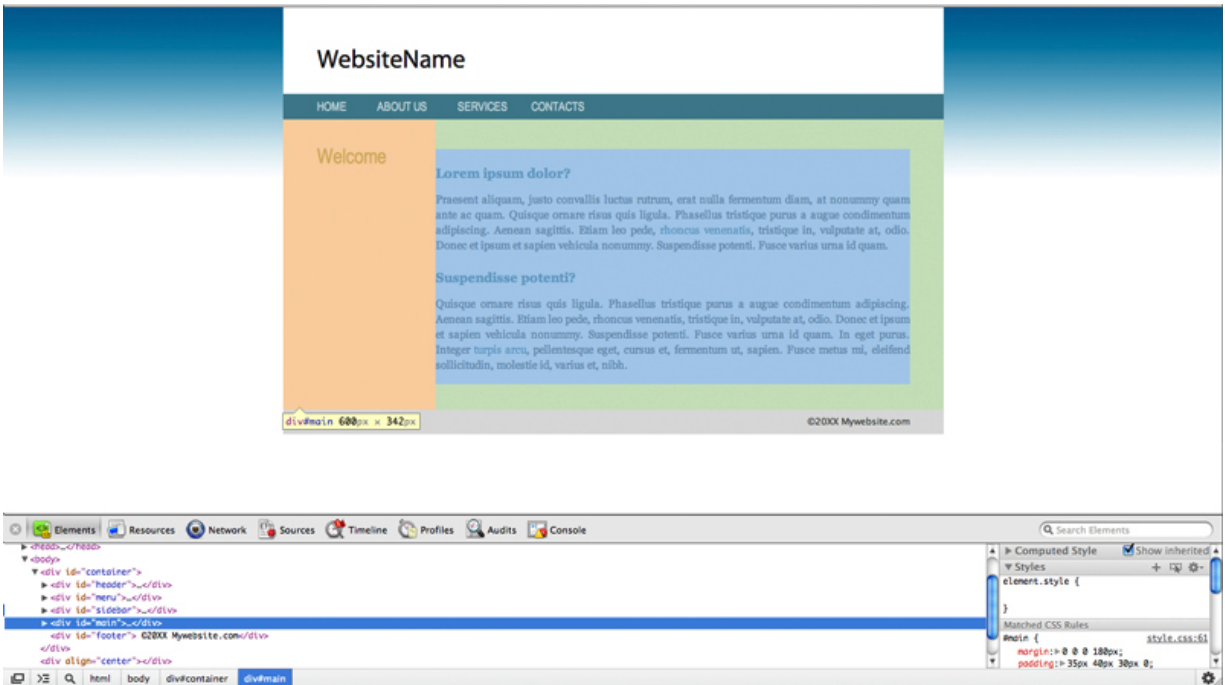 WebsiteName
HOME ABOUT US SERVICES CONTACTS
Welcome
Lorem ipsum dolor?
Praesent aliquam, justo convallis luctus rutrum, erat nulla fermentum diam, at nonummy quam
ante ac quam. Quisque ornare risus quis ligula. Phasellus tristique purus a augue condimentum
adipiscing. Aenean sagittis. Etiam leo pede, rhoncus venenatis, tristique in, vulputate at, odio.
Donec et ipsum et sapien vehicula nonummy. Suspendisse potenti. Fusce varius urna id quam.
Suspendisse potenti?
Quisque ornare risus quis ligula. Phasellus tristique purus a augue condimentum adipiscing.
Aenean sagittis. Etiam leo pede, rhoncus venenatis, tristique in, vulputate at, odio. Donec et ipsum
et sapien vehicula nonummy. Suspendisse potenti. Fusce varius urna id quam. In eget purus.
Integer turpis arcu, pellentesque eget, cursus et, fermentum ut, sapien. Fusce metus mi, eleifend
sollicitudin, molestie id, varius et, nibh.
div#main 600px × 342px
©20XX Mywebsite.com
Elements Resources Network Sources Timeline Profiles Audits Console Search Elements
<head>…</head>
<body>
<div id="container">
<div id="header">…</div>
<div id="menu">…</div>
<div id="sidebar">…</div>
<div id="main">…</div>
<div id="footer"> ©20XX Mywebsite.com</div>
</div>
<div align="center"></div>
Computed Style Show inherited
Styles
element.style {
}
Matched CSS Rules
#main { style.css:61
margin: 0 0 0 180px;
padding: 35px 40px 30px 0;
html body div#container div#main